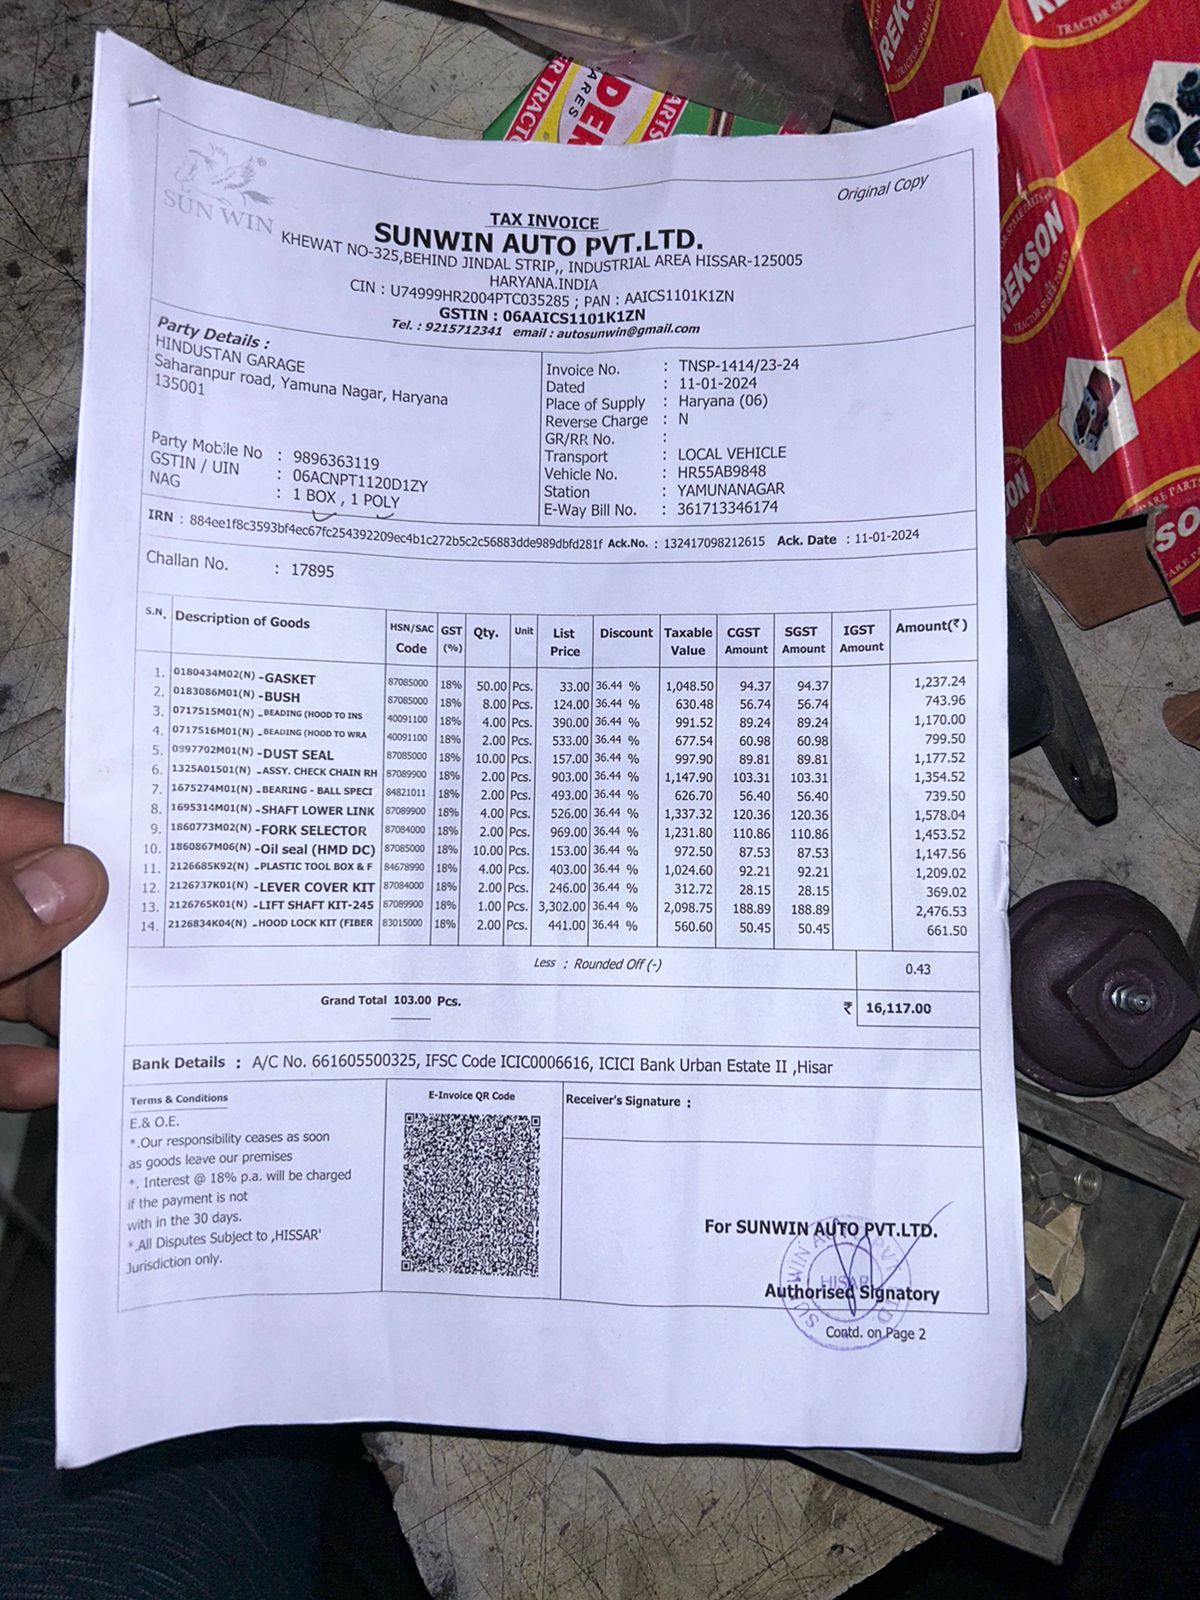 Original Copy
SUN WIN
TAX INVOICE
SUNWIN AUTO PVT.LTD.
KHEWAT NO-325,BEHIND JINDAL STRIP,, INDUSTRIAL AREA HISSAR-125005
HARYANA.INDIA
CIN : U74999HR2004PTC035285 ; PAN : AAICS1101K1ZN
GSTIN : 06AAICS1101K1ZN
Tel. : 9215712341 email : autosunwin@gmail.com
Party Details :
HINDUSTAN GARAGE
Saharanpur road, Yamuna Nagar, Haryana
135001
Party Mobile No : 9896363119
GSTIN / UIN : 06ACNPT1120D1ZY
NAG : 1 BOX , 1 POLY
Invoice No. : TNSP-1414/23-24
Dated : 11-01-2024
Place of Supply : Haryana (06)
Reverse Charge : N
GR/RR No. :
Transport : LOCAL VEHICLE
Vehicle No. : HR55AB9848
Station : YAMUNANAGAR
E-Way Bill No. : 361713346174
IRN : 884ee1f8c3593bf4ec67fc254392209ec4b1c272b5c2c56883dde989dbfd281f Ack.No. : 132417098212615 Ack. Date : 11-01-2024
Challan No. : 17895
S.N. Description of Goods HSN/SAC Code GST (%) Qty. Unit List Price Discount Taxable Value CGST Amount SGST Amount IGST Amount Amount(₹)
1. 0180434M02(N) -GASKET 87085000 18% 50.00 Pcs. 33.00 36.44 % 1,048.50 94.37 94.37 1,237.24
2. 0183086M01(N) -BUSH 87085000 18% 8.00 Pcs. 124.00 36.44 % 630.48 56.74 56.74 743.96
3. 0717515M01(N) -BEADING (HOOD TO INS 40091100 18% 4.00 Pcs. 390.00 36.44 % 991.52 89.24 89.24 1,170.00
4. 0717516M01(N) -BEADING (HOOD TO WRA 40091100 18% 2.00 Pcs. 533.00 36.44 % 677.54 60.98 60.98 799.50
5. 0897702M01(N) -DUST SEAL 87085000 18% 10.00 Pcs. 157.00 36.44 % 997.90 89.81 89.81 1,177.52
6. 1325A01501(N) -ASSY. CHECK CHAIN RH 87089900 18% 2.00 Pcs. 903.00 36.44 % 1,147.90 103.31 103.31 1,354.52
7. 1675274M01(N) -BEARING - BALL SPECI 84821011 18% 2.00 Pcs. 493.00 36.44 % 626.70 56.40 56.40 739.50
8. 1695314M01(N) -SHAFT LOWER LINK 87089900 18% 4.00 Pcs. 526.00 36.44 % 1,337.32 120.36 120.36 1,578.04
9. 1860773M02(N) -FORK SELECTOR 87084000 18% 2.00 Pcs. 969.00 36.44 % 1,231.80 110.86 110.86 1,453.52
10. 1860867M06(N) -Oil seal (HMD DC) 87085000 18% 10.00 Pcs. 153.00 36.44 % 972.50 87.53 87.53 1,147.56
11. 2126685K92(N) -PLASTIC TOOL BOX & F 84678990 18% 4.00 Pcs. 403.00 36.44 % 1,024.60 92.21 92.21 1,209.02
12. 2126737K01(N) -LEVER COVER KIT 87084000 18% 2.00 Pcs. 246.00 36.44 % 312.72 28.15 28.15 369.02
13. 2126765K01(N) -LIFT SHAFT KIT-245 87089900 18% 1.00 Pcs. 3,302.00 36.44 % 2,098.75 188.89 188.89 2,476.53
14. 2126834K04(N) -HOOD LOCK KIT (FIBER 83015000 18% 2.00 Pcs. 441.00 36.44 % 560.60 50.45 50.45 661.50
Less : Rounded Off (-) 0.43
Grand Total 103.00 Pcs. ₹ 16,117.00
Bank Details : A/C No. 661605500325, IFSC Code ICIC0006616, ICICI Bank Urban Estate II ,Hisar
Terms & Conditions
E.& O.E.
*.Our responsibility ceases as soon
as goods leave our premises
*. Interest @ 18% p.a. will be charged
if the payment is not
with in the 30 days.
*.All Disputes Subject to ,HISSAR'
Jurisdiction only.
E-Invoice QR Code
Receiver's Signature :
For SUNWIN AUTO PVT.LTD.
SUNWIN AUTO PVT. LTD.
HISAR
Authorised Signatory
Contd. on Page 2
REKSON
TRACTOR SPARE PARTS
REKSON
TRACTOR SPARE PARTS